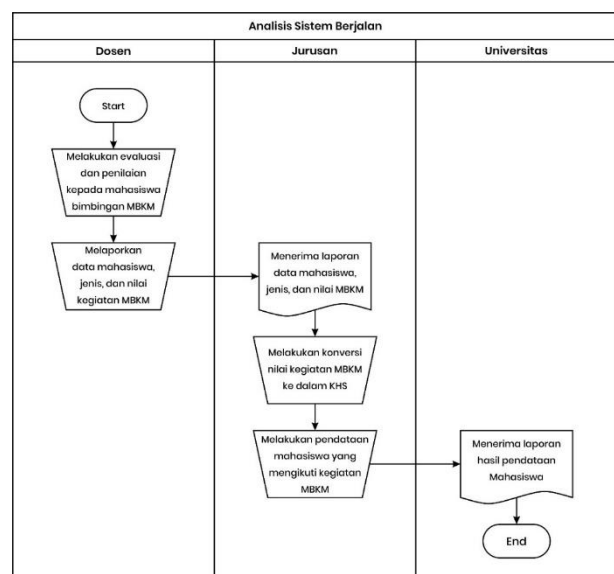 Analisis Sistem Berjalan
Dosen
Jurusan
Universitas
Start
Melakukan evaluasi
dan penilaian
kepada mahasiswa
bimbingan MBKM
Melaporkan
data mahasiswa,
jenis, dan nilai
kegiatan MBKM
Menerima laporan
data mahasiswa,
jenis, dan nilai MBKM
Melakukan konversi
nilai kegiatan MBKM
ke dalam KHS
Melakukan pendataan
mahasiswa yang
mengikuti kegiatan
MBKM
Menerima laporan
hasil pendataan
Mahasiswa
End